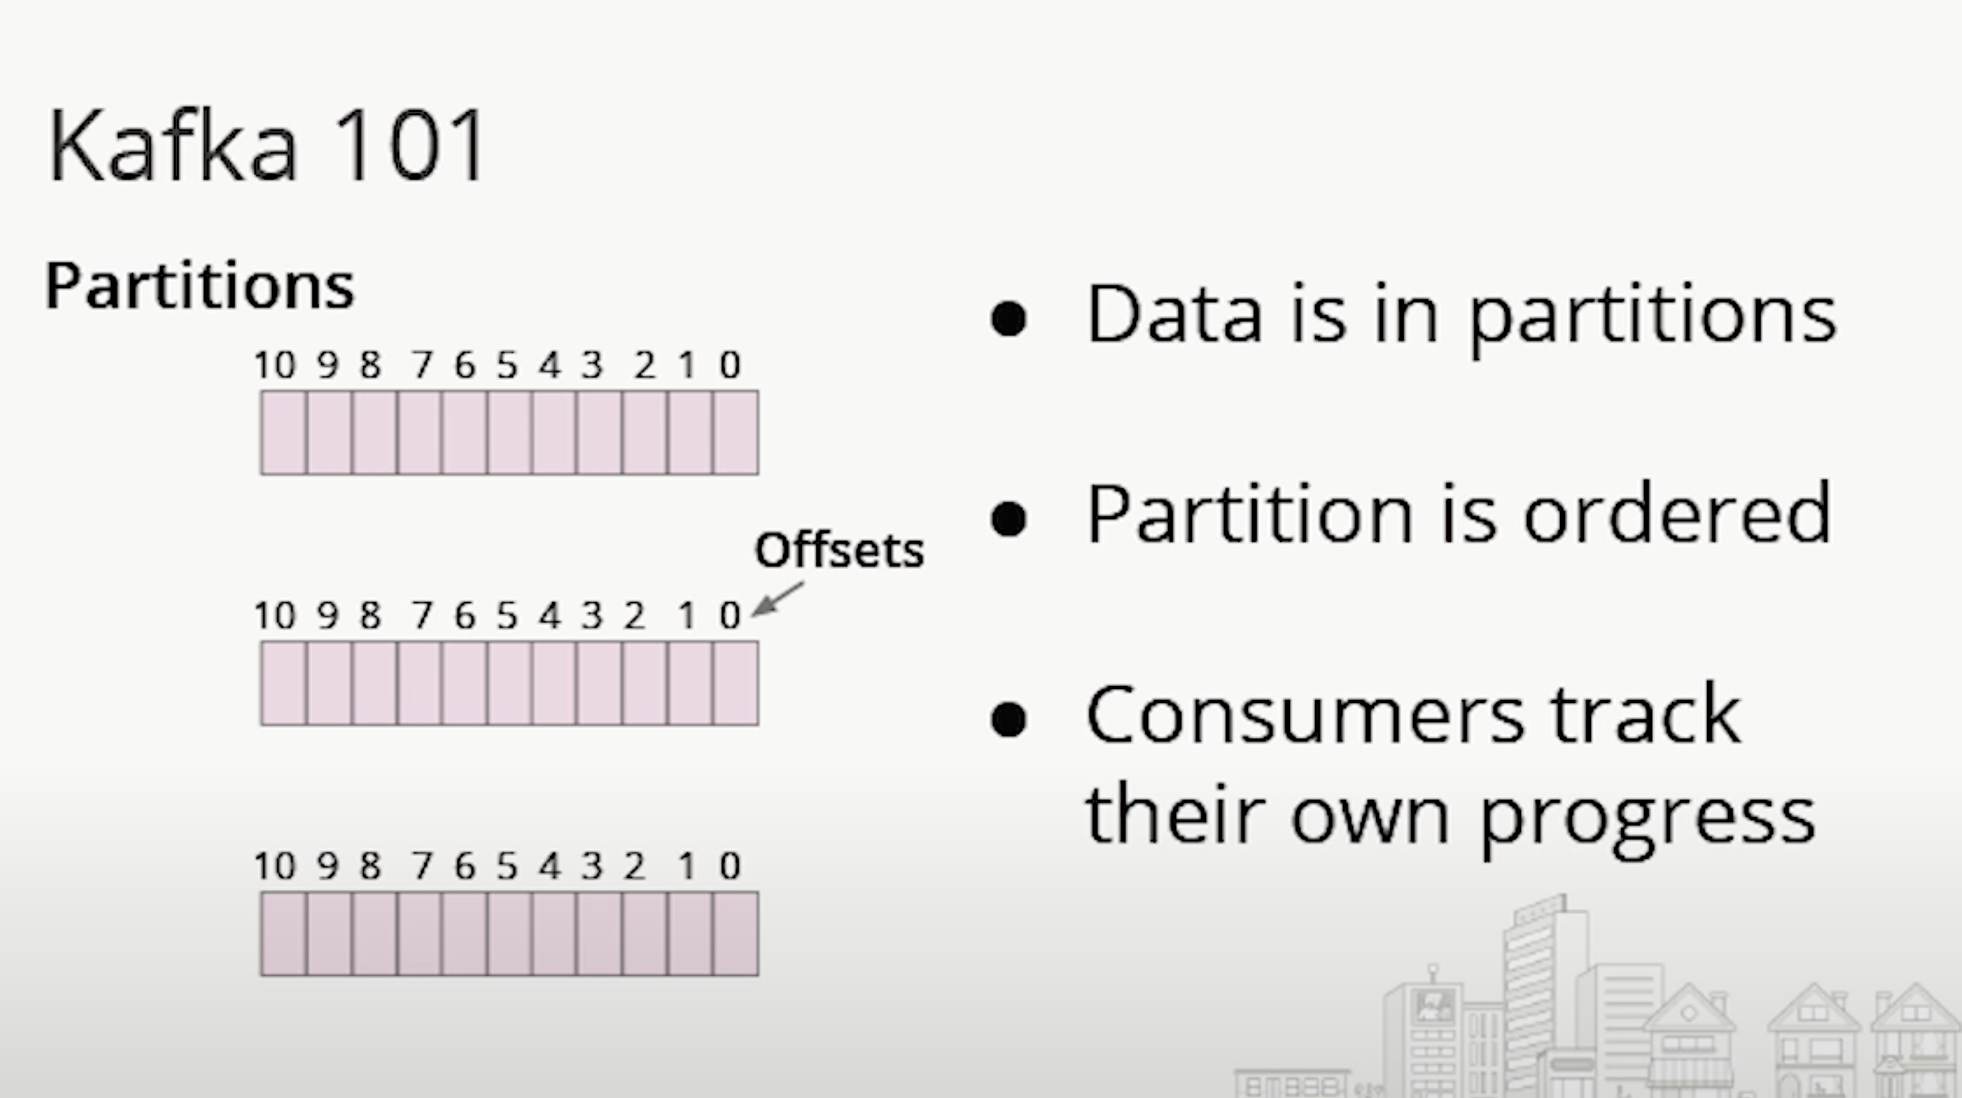 Kafka 101
Partitions
10 9 8 7 6 5 4 3 2 1 0
Offsets
10 9 8 7 6 5 4 3 2 1 0
10 9 8 7 6 5 4 3 2 1 0
● Data is in partitions
● Partition is ordered
● Consumers track
their own progress